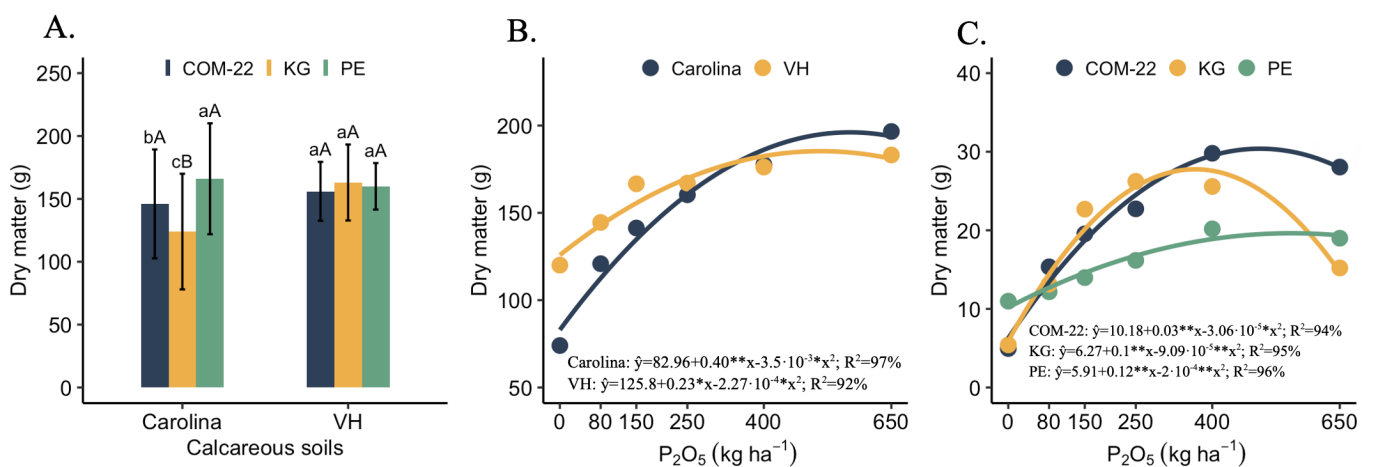 A.
COM-22 KG PE
250
200
150
100
50
0
Dry matter (g)
bA
cB
aA
aA
aA
aA
Carolina VH
Calcareous soils
B.
Carolina VH
200
150
100
50
Dry matter (g)
Carolina: ŷ=82.96+0.40**x-3.5·10⁻³*x²; R²=97%
VH: ŷ=125.8+0.23*x-2.27·10⁻⁴*x²; R²=92%
0 80 150 250 400 650
P₂O₅ (kg ha⁻¹)
C.
COM-22 KG PE
40
30
20
10
0
Dry matter (g)
COM-22: ŷ=10.18+0.03**x-3.06·10⁻⁵*x²; R²=94%
KG: ŷ=6.27+0.1**x-9.09·10⁻⁵**x²; R²=95%
PE: ŷ=5.91+0.12**x-2·10⁻⁴**x²; R²=96%
0 80 150 250 400 650
P₂O₅ (kg ha⁻¹)